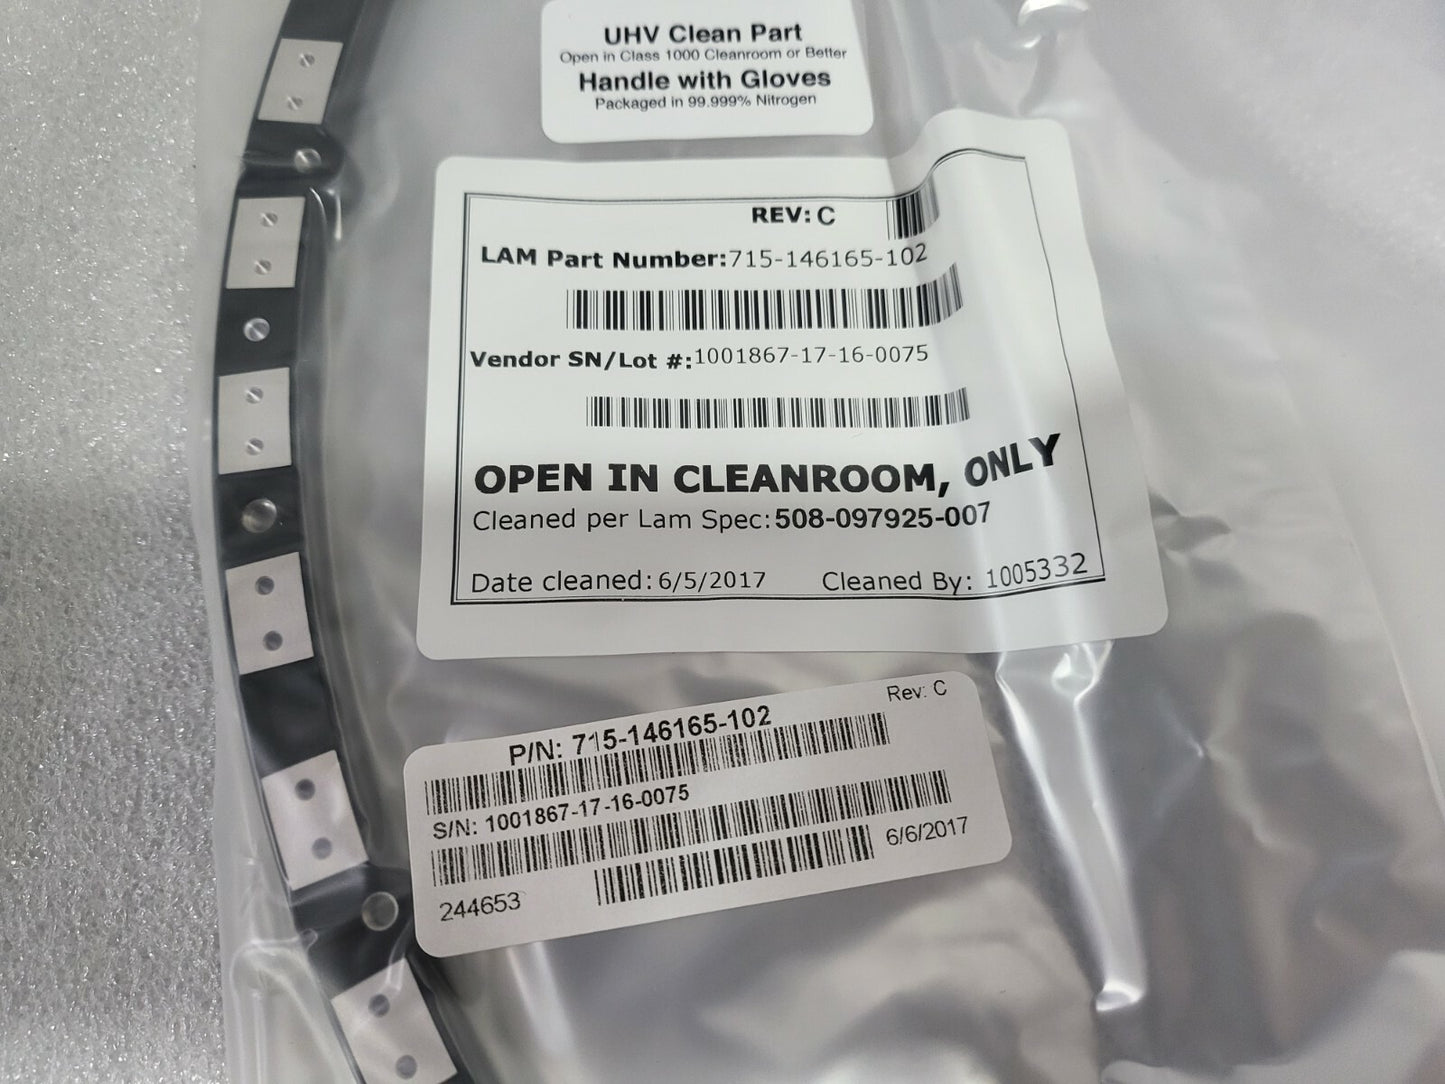 UHV Clean Part
Open in Class 1000 Cleanroom or Better
Handle with Gloves
Packaged in 99.999% Nitrogen
REV: C
LAM Part Number:715-146165-102
Vendor SN/Lot #:1001867-17-16-0075
OPEN IN CLEANROOM, ONLY
Cleaned per Lam Spec:508-097925-007
Date cleaned:6/5/2017 Cleaned By: 1005332
Rev: C
P/N: 715-146165-102
S/N: 1001867-17-16-0075
6/6/2017
244653